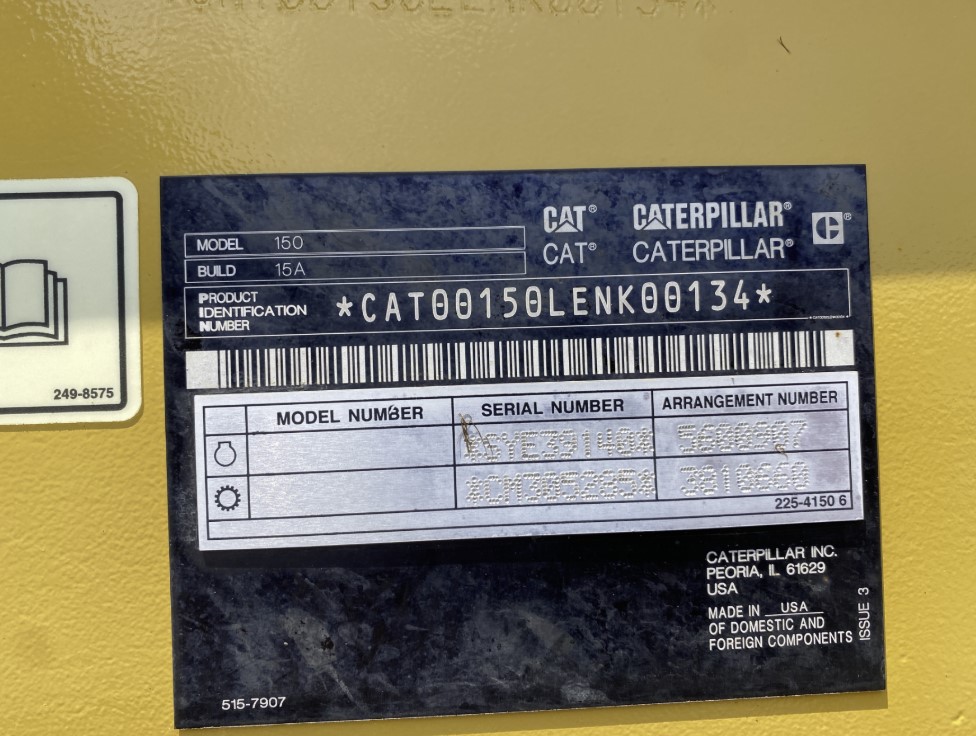 CAT® CATERPILLAR®
CAT® CATERPILLAR®
MODEL 150
BUILD 15A
PRODUCT IDENTIFICATION NUMBER *CAT00150LENK00134*
249-8575
MODEL NUMBER SERIAL NUMBER ARRANGEMENT NUMBER
225-4150 6
CATERPILLAR INC.
PEORIA, IL 61629
USA
MADE IN USA
OF DOMESTIC AND
FOREIGN COMPONENTS
ISSUE 3
515-7907